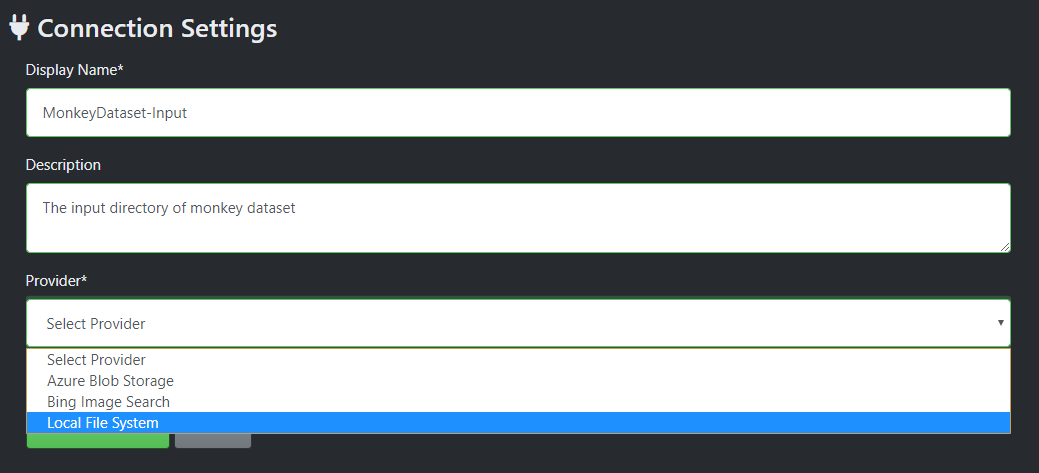 Connection Settings
Display Name*
MonkeyDataset-Input
Description
The input directory of monkey dataset
Provider*
Select Provider
Select Provider
Azure Blob Storage
Bing Image Search
Local File System